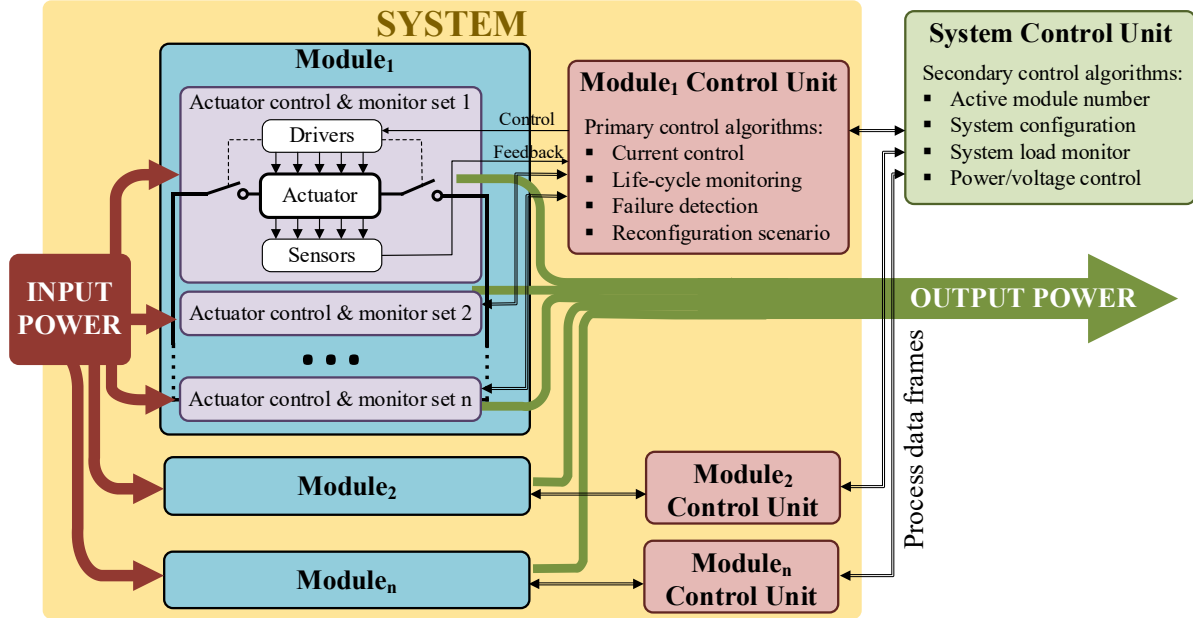 SYSTEM
Module₁
Actuator control & monitor set 1
Drivers
Actuator
Sensors
Control
Feedback
Actuator control & monitor set 2
Actuator control & monitor set n
INPUT
POWER
Module₁ Control Unit
Primary control algorithms:
▪ Current control
▪ Life-cycle monitoring
▪ Failure detection
▪ Reconfiguration scenario
System Control Unit
Secondary control algorithms:
▪ Active module number
▪ System configuration
▪ System load monitor
▪ Power/voltage control
OUTPUT POWER
Process data frames
Module₂
Module₂
Control Unit
Moduleₙ
Moduleₙ
Control Unit